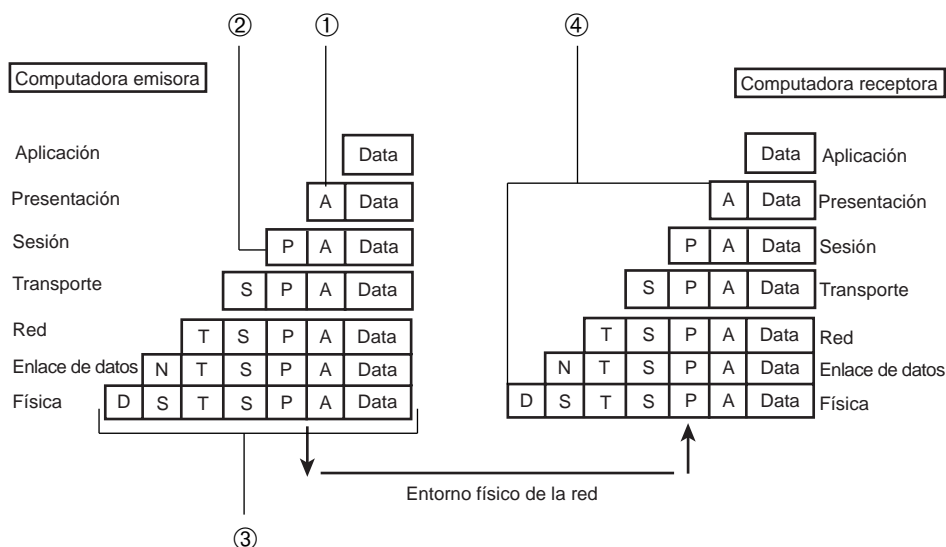 ② ① ④
Computadora emisora
Computadora receptora
Aplicación Data Data Aplicación
Presentación A Data A Data Presentación
Sesión P A Data P A Data Sesión
Transporte S P A Data S P A Data Transporte
Red T S P A Data T S P A Data Red
Enlace de datos N T S P A Data N T S P A Data Enlace de datos
Física D S T S P A Data D S T S P A Data Física
Entorno físico de la red
③